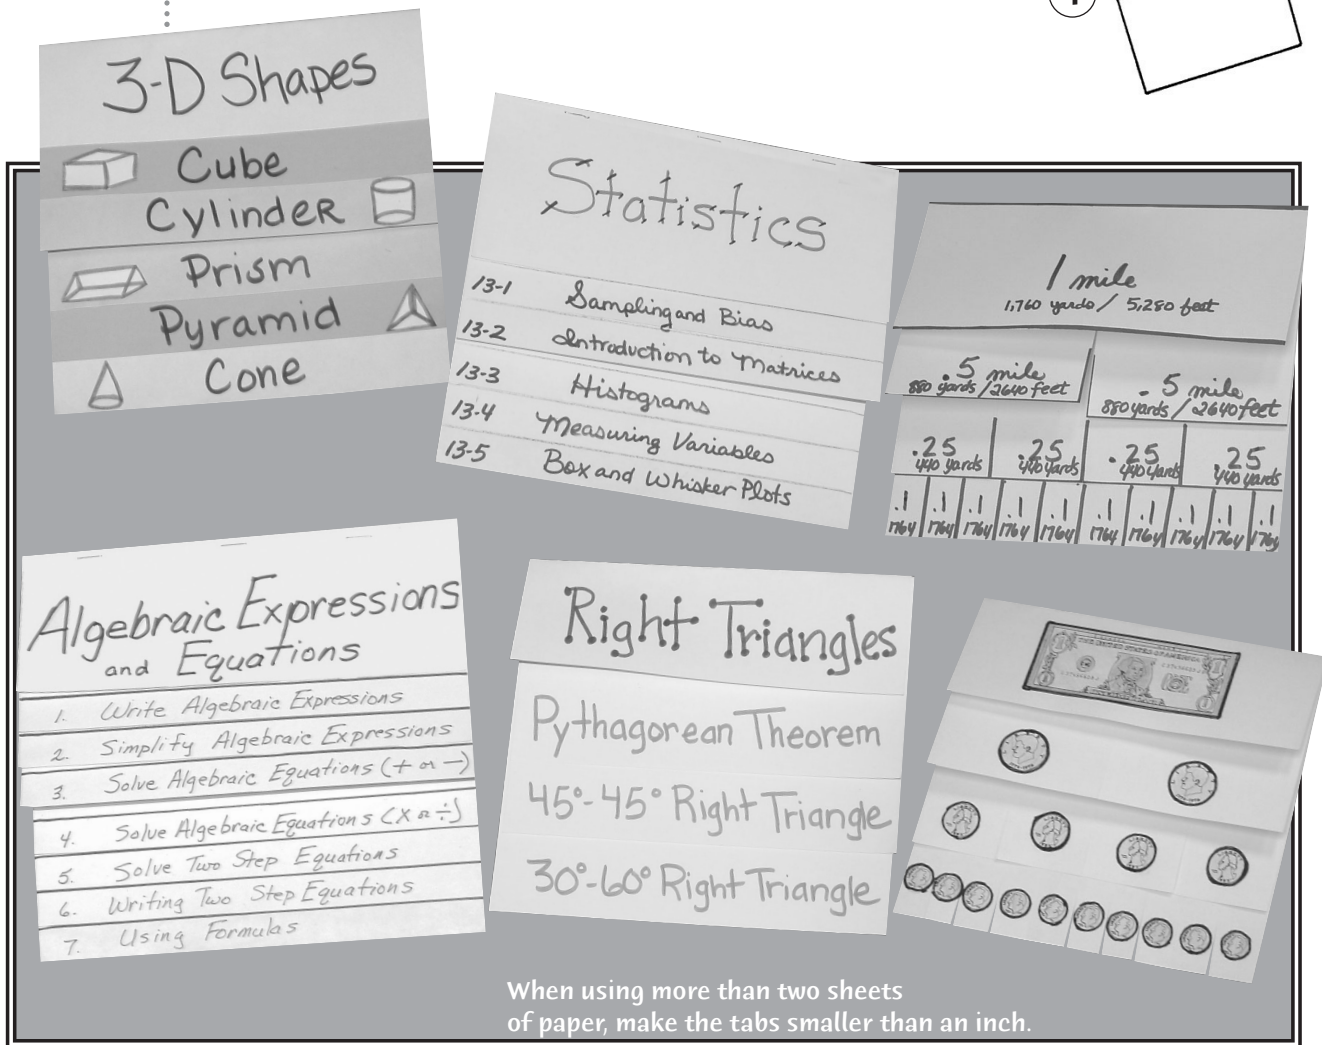 3-D Shapes
Cube
Cylinder
Prism
Pyramid
Cone
Statistics
13-1 Sampling and Bias
13-2 Introduction to Matrices
13-3 Histograms
13-4 Measuring Variables
13-5 Box and Whisker Plots
1 mile
1,760 yards / 5,280 feet
.5 mile
880 yards / 2640 feet
.5 mile
880 yards / 2640 feet
.25 .25 .25 .25
440 yards 440 yards 440 yards 440 yards
.1 .1 .1 .1 .1 .1 .1 .1 .1 .1
176y 176y 176y 176y 176y 176y 176y 176y 176y 176y
Algebraic Expressions
and Equations
1. Write Algebraic Expressions
2. Simplify Algebraic Expressions
3. Solve Algebraic Equations (+ or −)
4. Solve Algebraic Equations (X or ÷)
5. Solve Two Step Equations
6. Writing Two Step Equations
7. Using Formulas
Right Triangles
Pythagorean Theorem
45°-45° Right Triangle
30°-60° Right Triangle
THE UNITED STATES OF AMERICA
When using more than two sheets
of paper, make the tabs smaller than an inch.